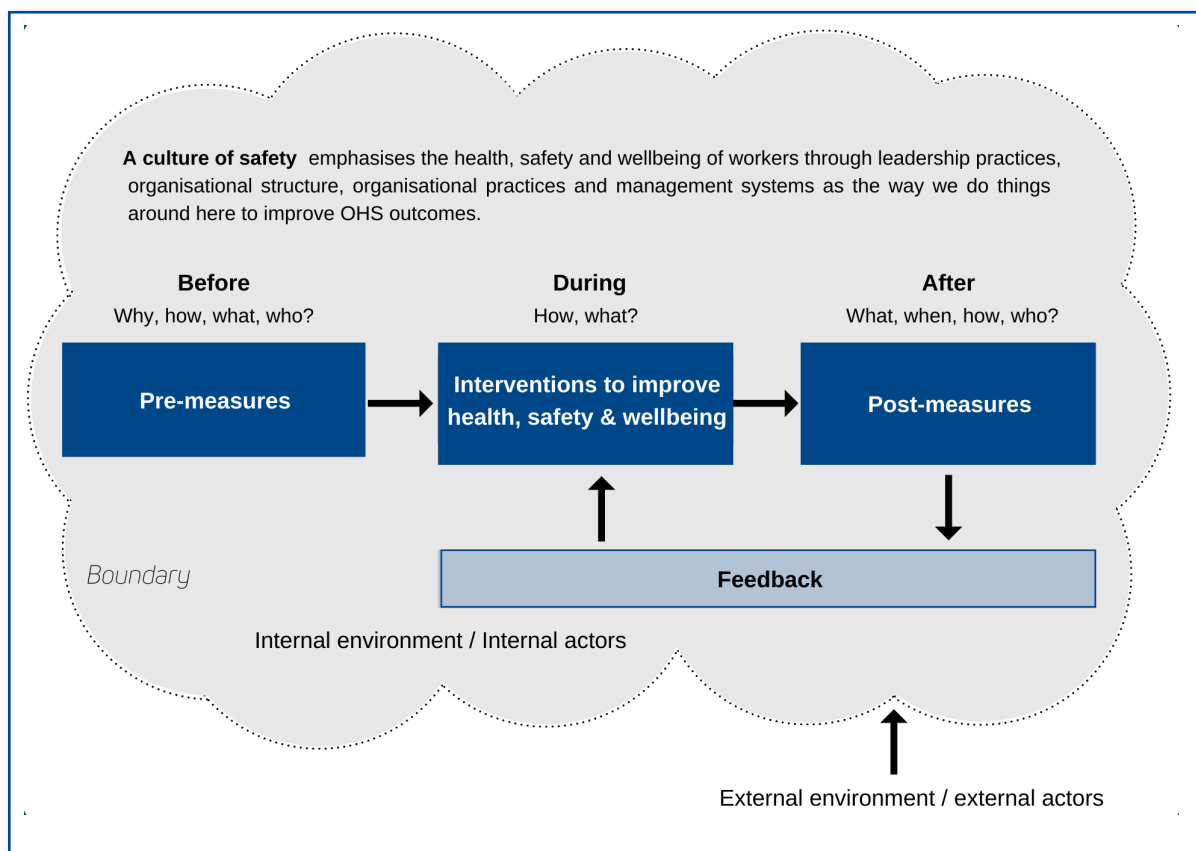 A culture of safety emphasises the health, safety and wellbeing of workers through leadership practices,
organisational structure, organisational practices and management systems as the way we do things
around here to improve OHS outcomes.
Before
Why, how, what, who?
Pre-measures
During
How, what?
Interventions to improve
health, safety & wellbeing
After
What, when, how, who?
Post-measures
Boundary
Feedback
Internal environment / Internal actors
External environment / external actors